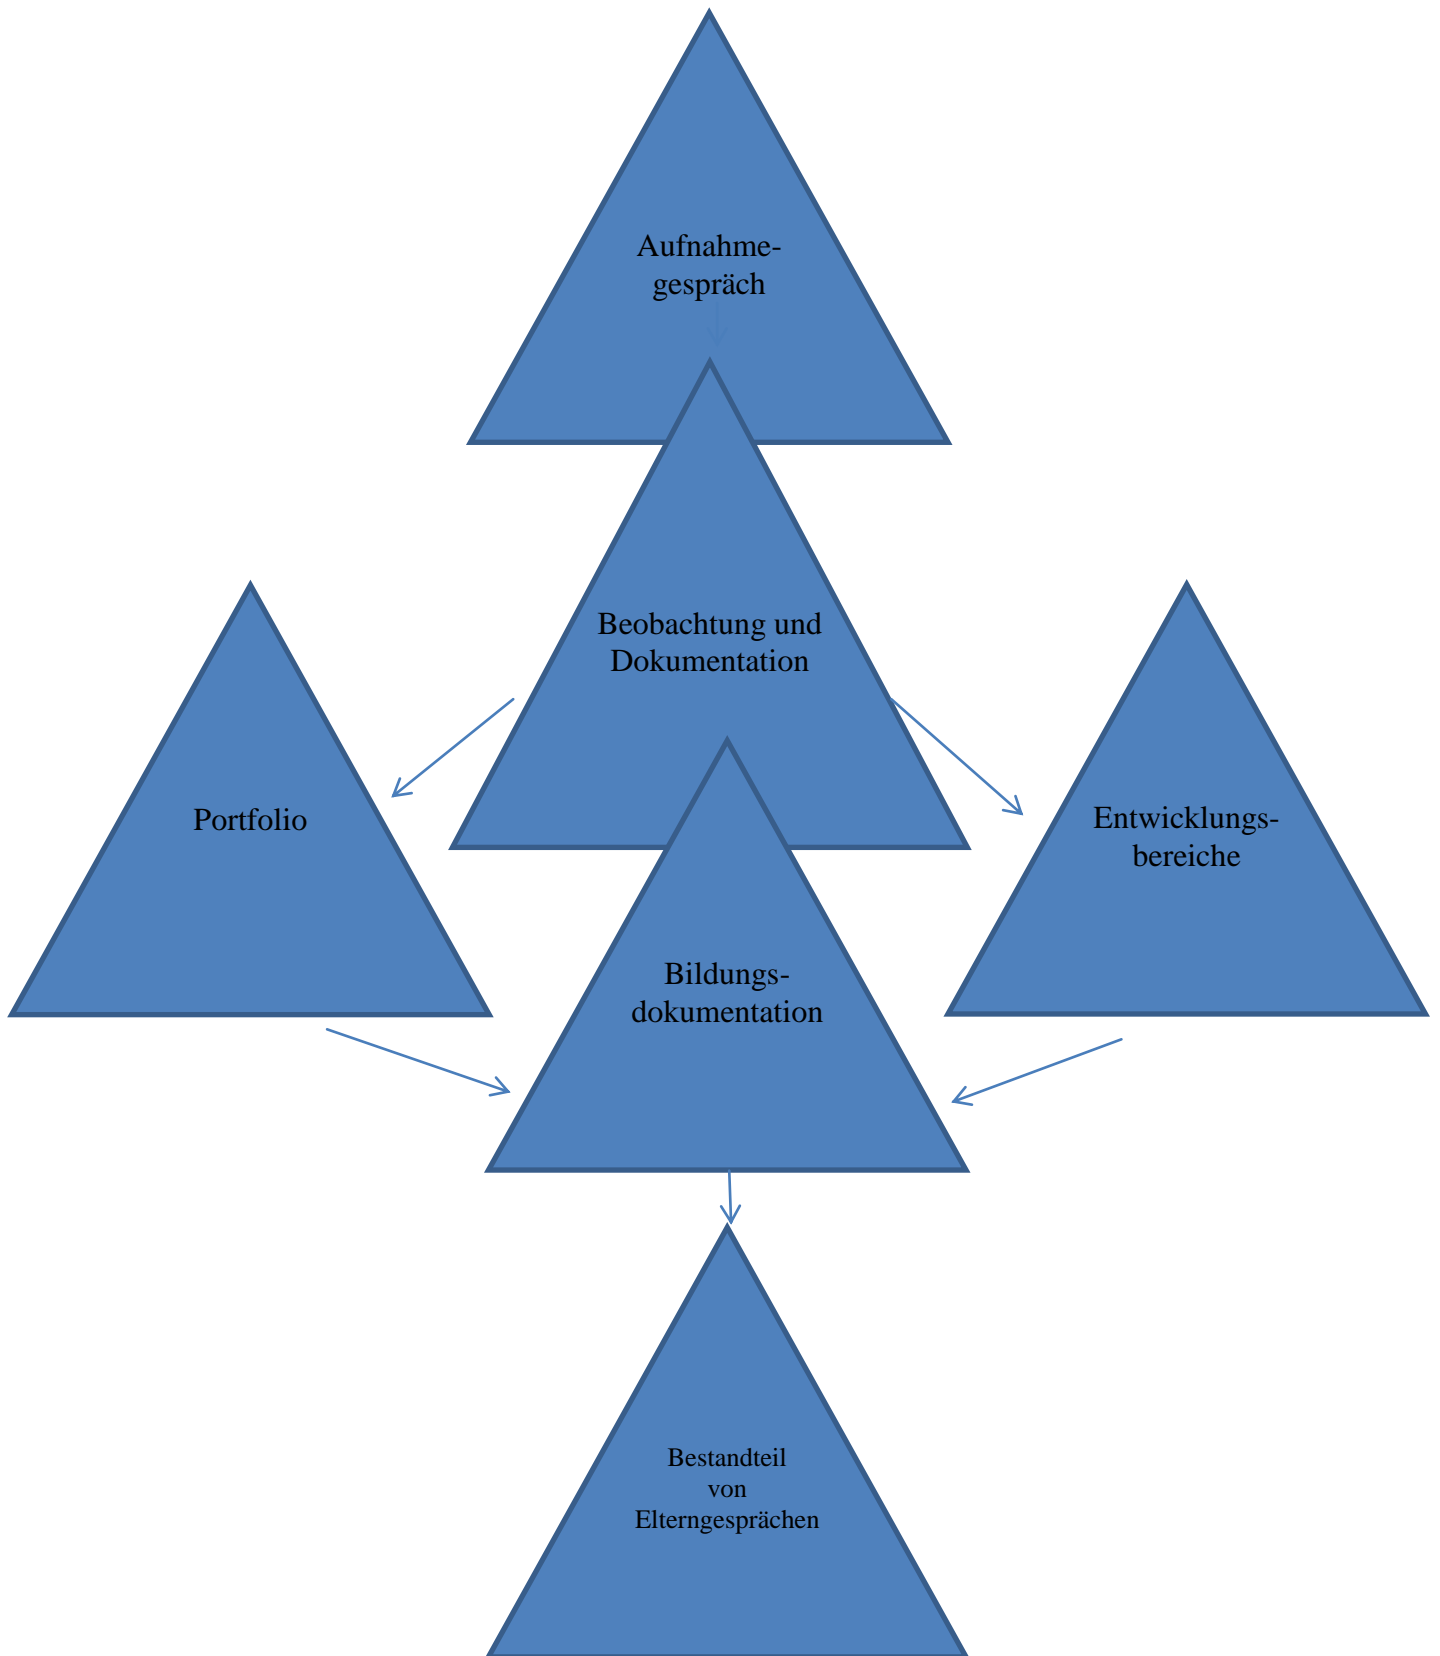 Aufnahme-
gespräch
Beobachtung und
Dokumentation
Portfolio
Entwicklungs-
bereiche
Bildungs-
dokumentation
Bestandteil
von
Elterngesprächen